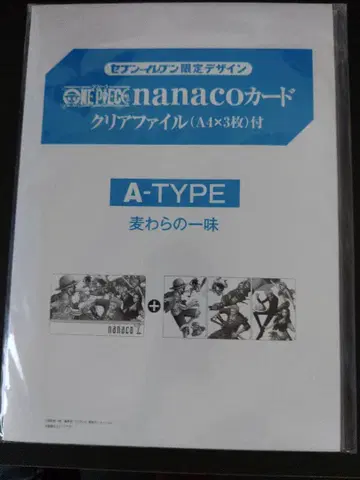 セブン-イレブン限定デザイン
ONE PIECE nanacoカード
クリアファイル(A4×3枚)付
A-TYPE
麦わらの一味
nanaco
+